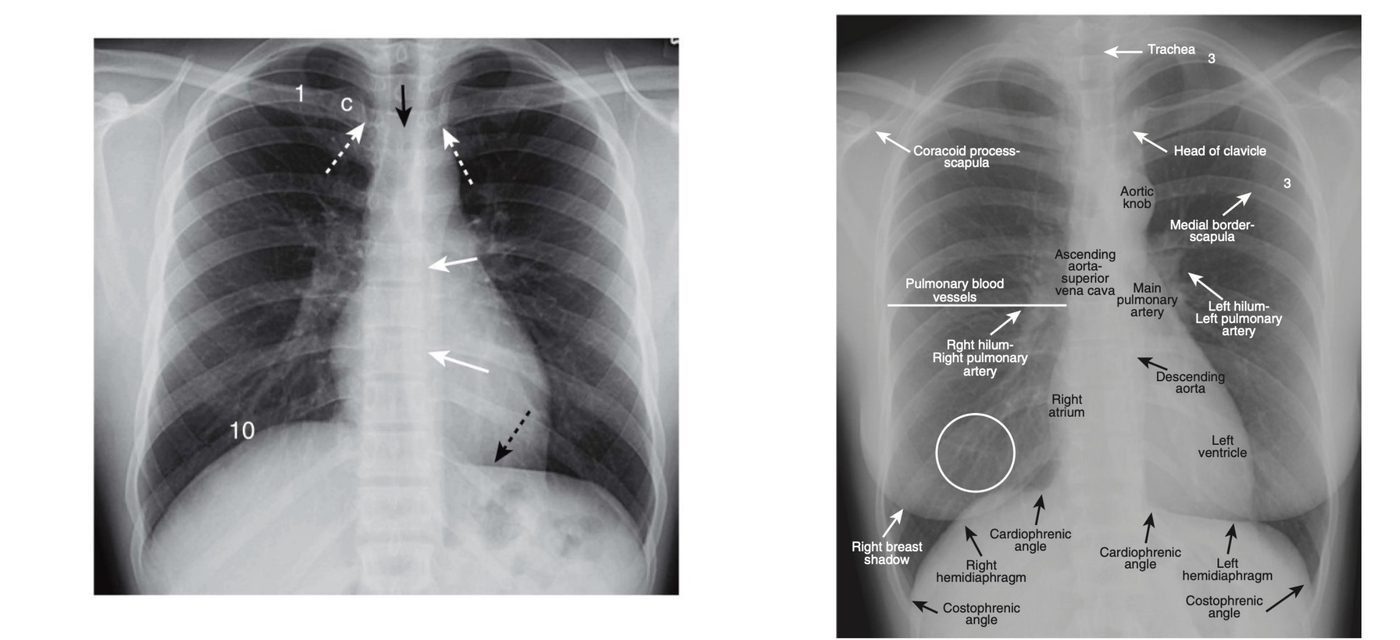 1
c
10
Trachea
3
Coracoid process-
scapula
Head of clavicle
3
Aortic
knob
Medial border-
scapula
Ascending
aorta-
superior
vena cava
Pulmonary blood
vessels
Main
pulmonary
artery
Left hilum-
Left pulmonary
artery
Rght hilum-
Right pulmonary
artery
Descending
aorta
Right
atrium
Left
ventricle
Right breast
shadow
Cardiophrenic
angle
Right
hemidiaphragm
Cardiophrenic
angle
Left
hemidiaphragm
Costophrenic
angle
Costophrenic
angle